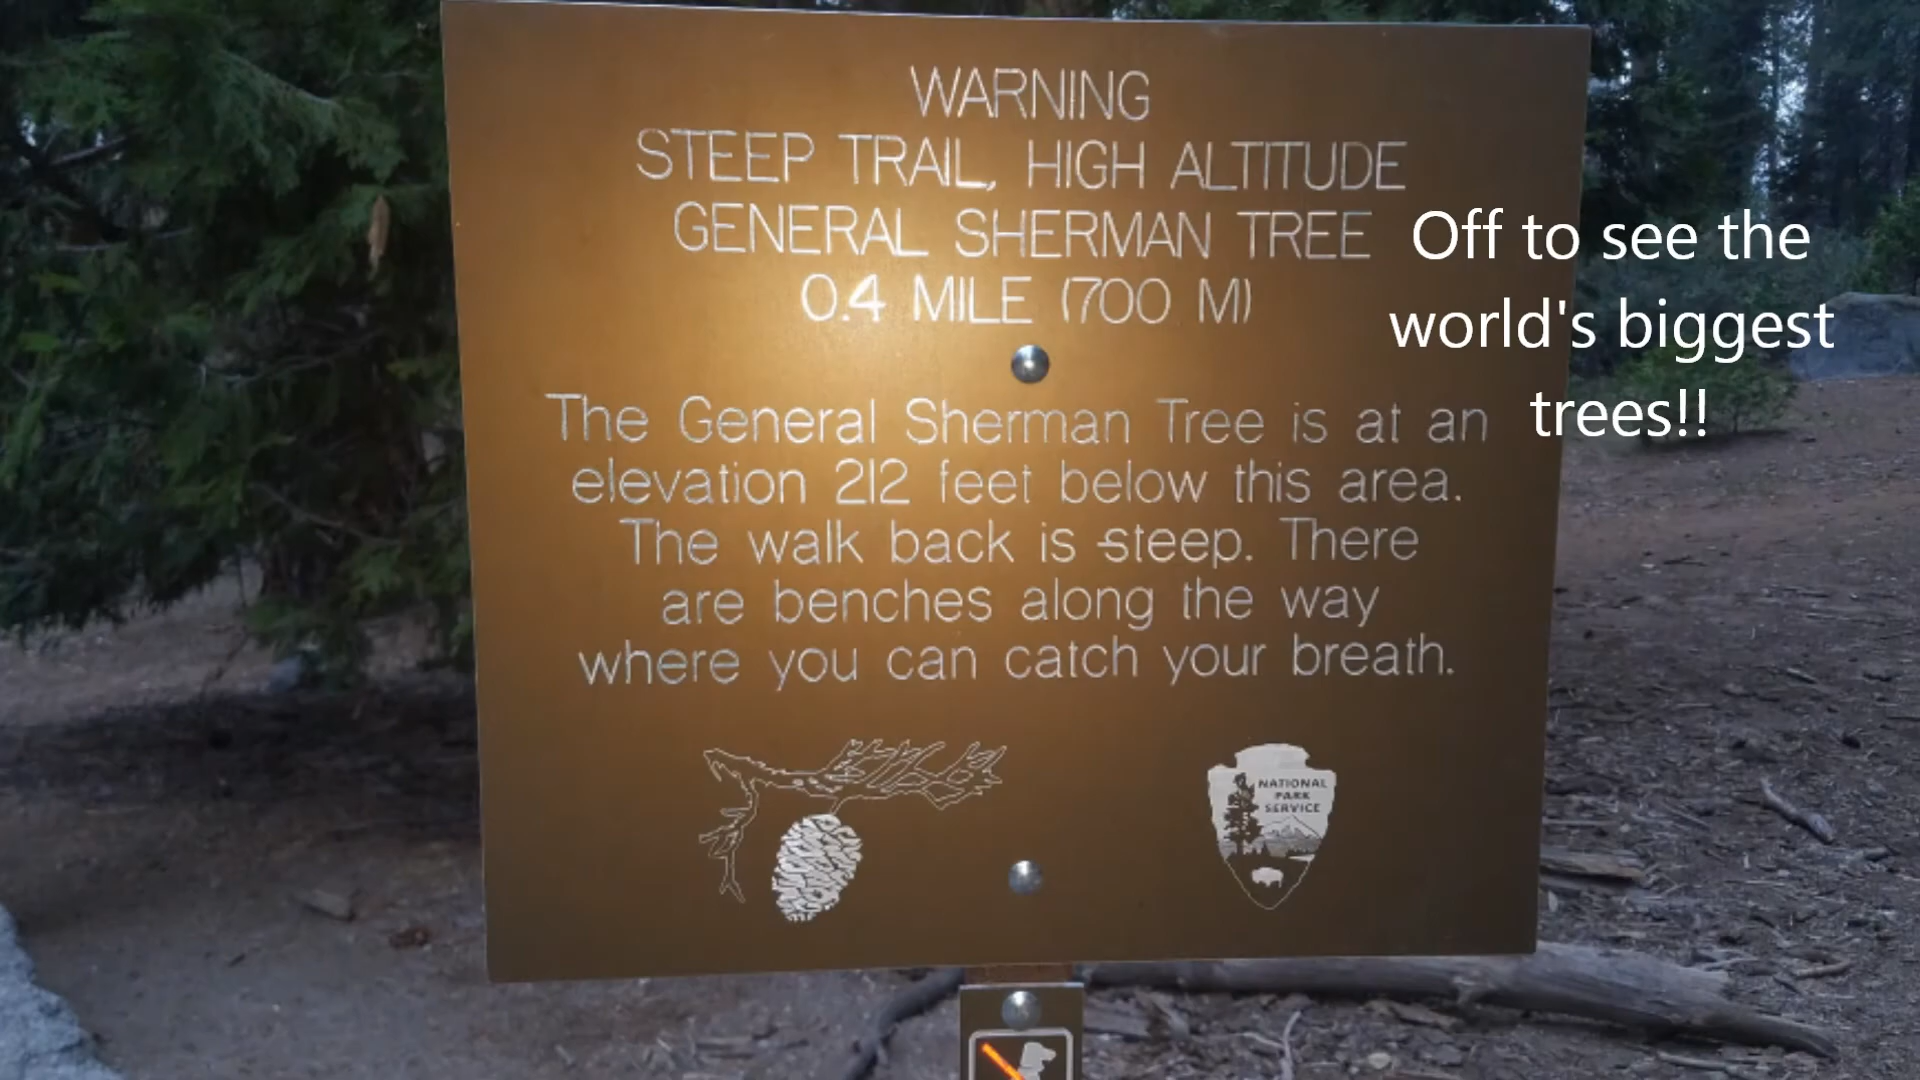 WARNING
STEEP TRAIL, HIGH ALTITUDE
GENERAL SHERMAN TREE
0.4 MILE (700 M)
The General Sherman Tree is at an
elevation 212 feet below this area.
The walk back is steep. There
are benches along the way
where you can catch your breath.
NATIONAL
PARK
SERVICE
Off to see the
world's biggest
trees!!